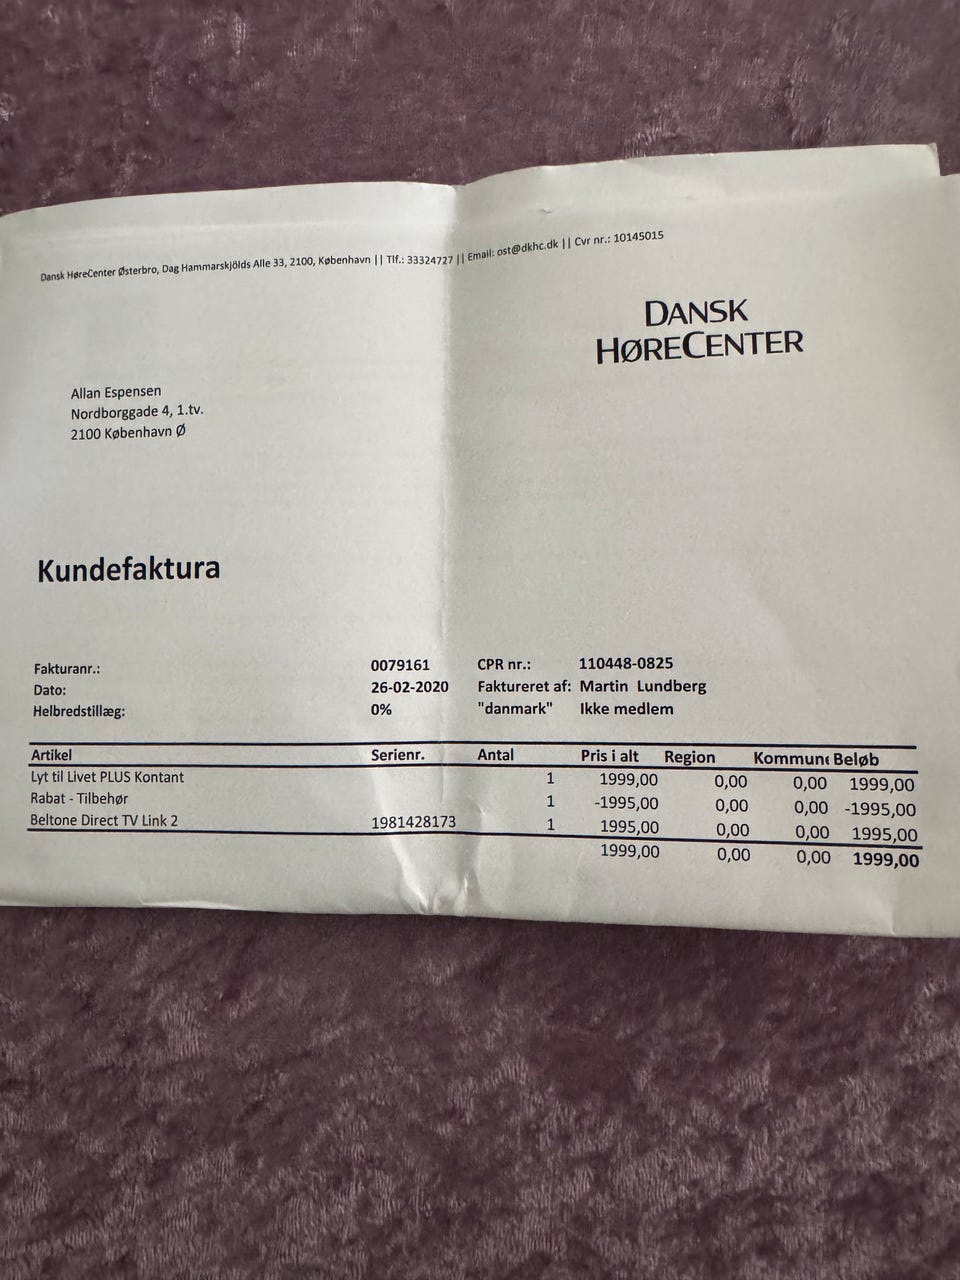 Dansk HøreCenter Østerbro, Dag Hammarskjölds Alle 33, 2100, København || Tlf.: 33324727 || Email: ost@dkhc.dk || Cvr nr.: 10145015
DANSK
HØRECENTER
Allan Espensen
Nordborggade 4, 1.tv.
2100 København Ø
Kundefaktura
Fakturanr.: 0079161 CPR nr.: 110448-0825
Dato: 26-02-2020 Faktureret af: Martin Lundberg
Helbredstillæg: 0% "danmark" Ikke medlem
Artikel Serienr. Antal Pris i alt Region Kommune Beløb
Lyt til Livet PLUS Kontant 1 1999,00 0,00 0,00 1999,00
Rabat - Tilbehør 1 -1995,00 0,00 0,00 -1995,00
Beltone Direct TV Link 2 1981428173 1 1995,00 0,00 0,00 1995,00
1999,00 0,00 0,00 1999,00